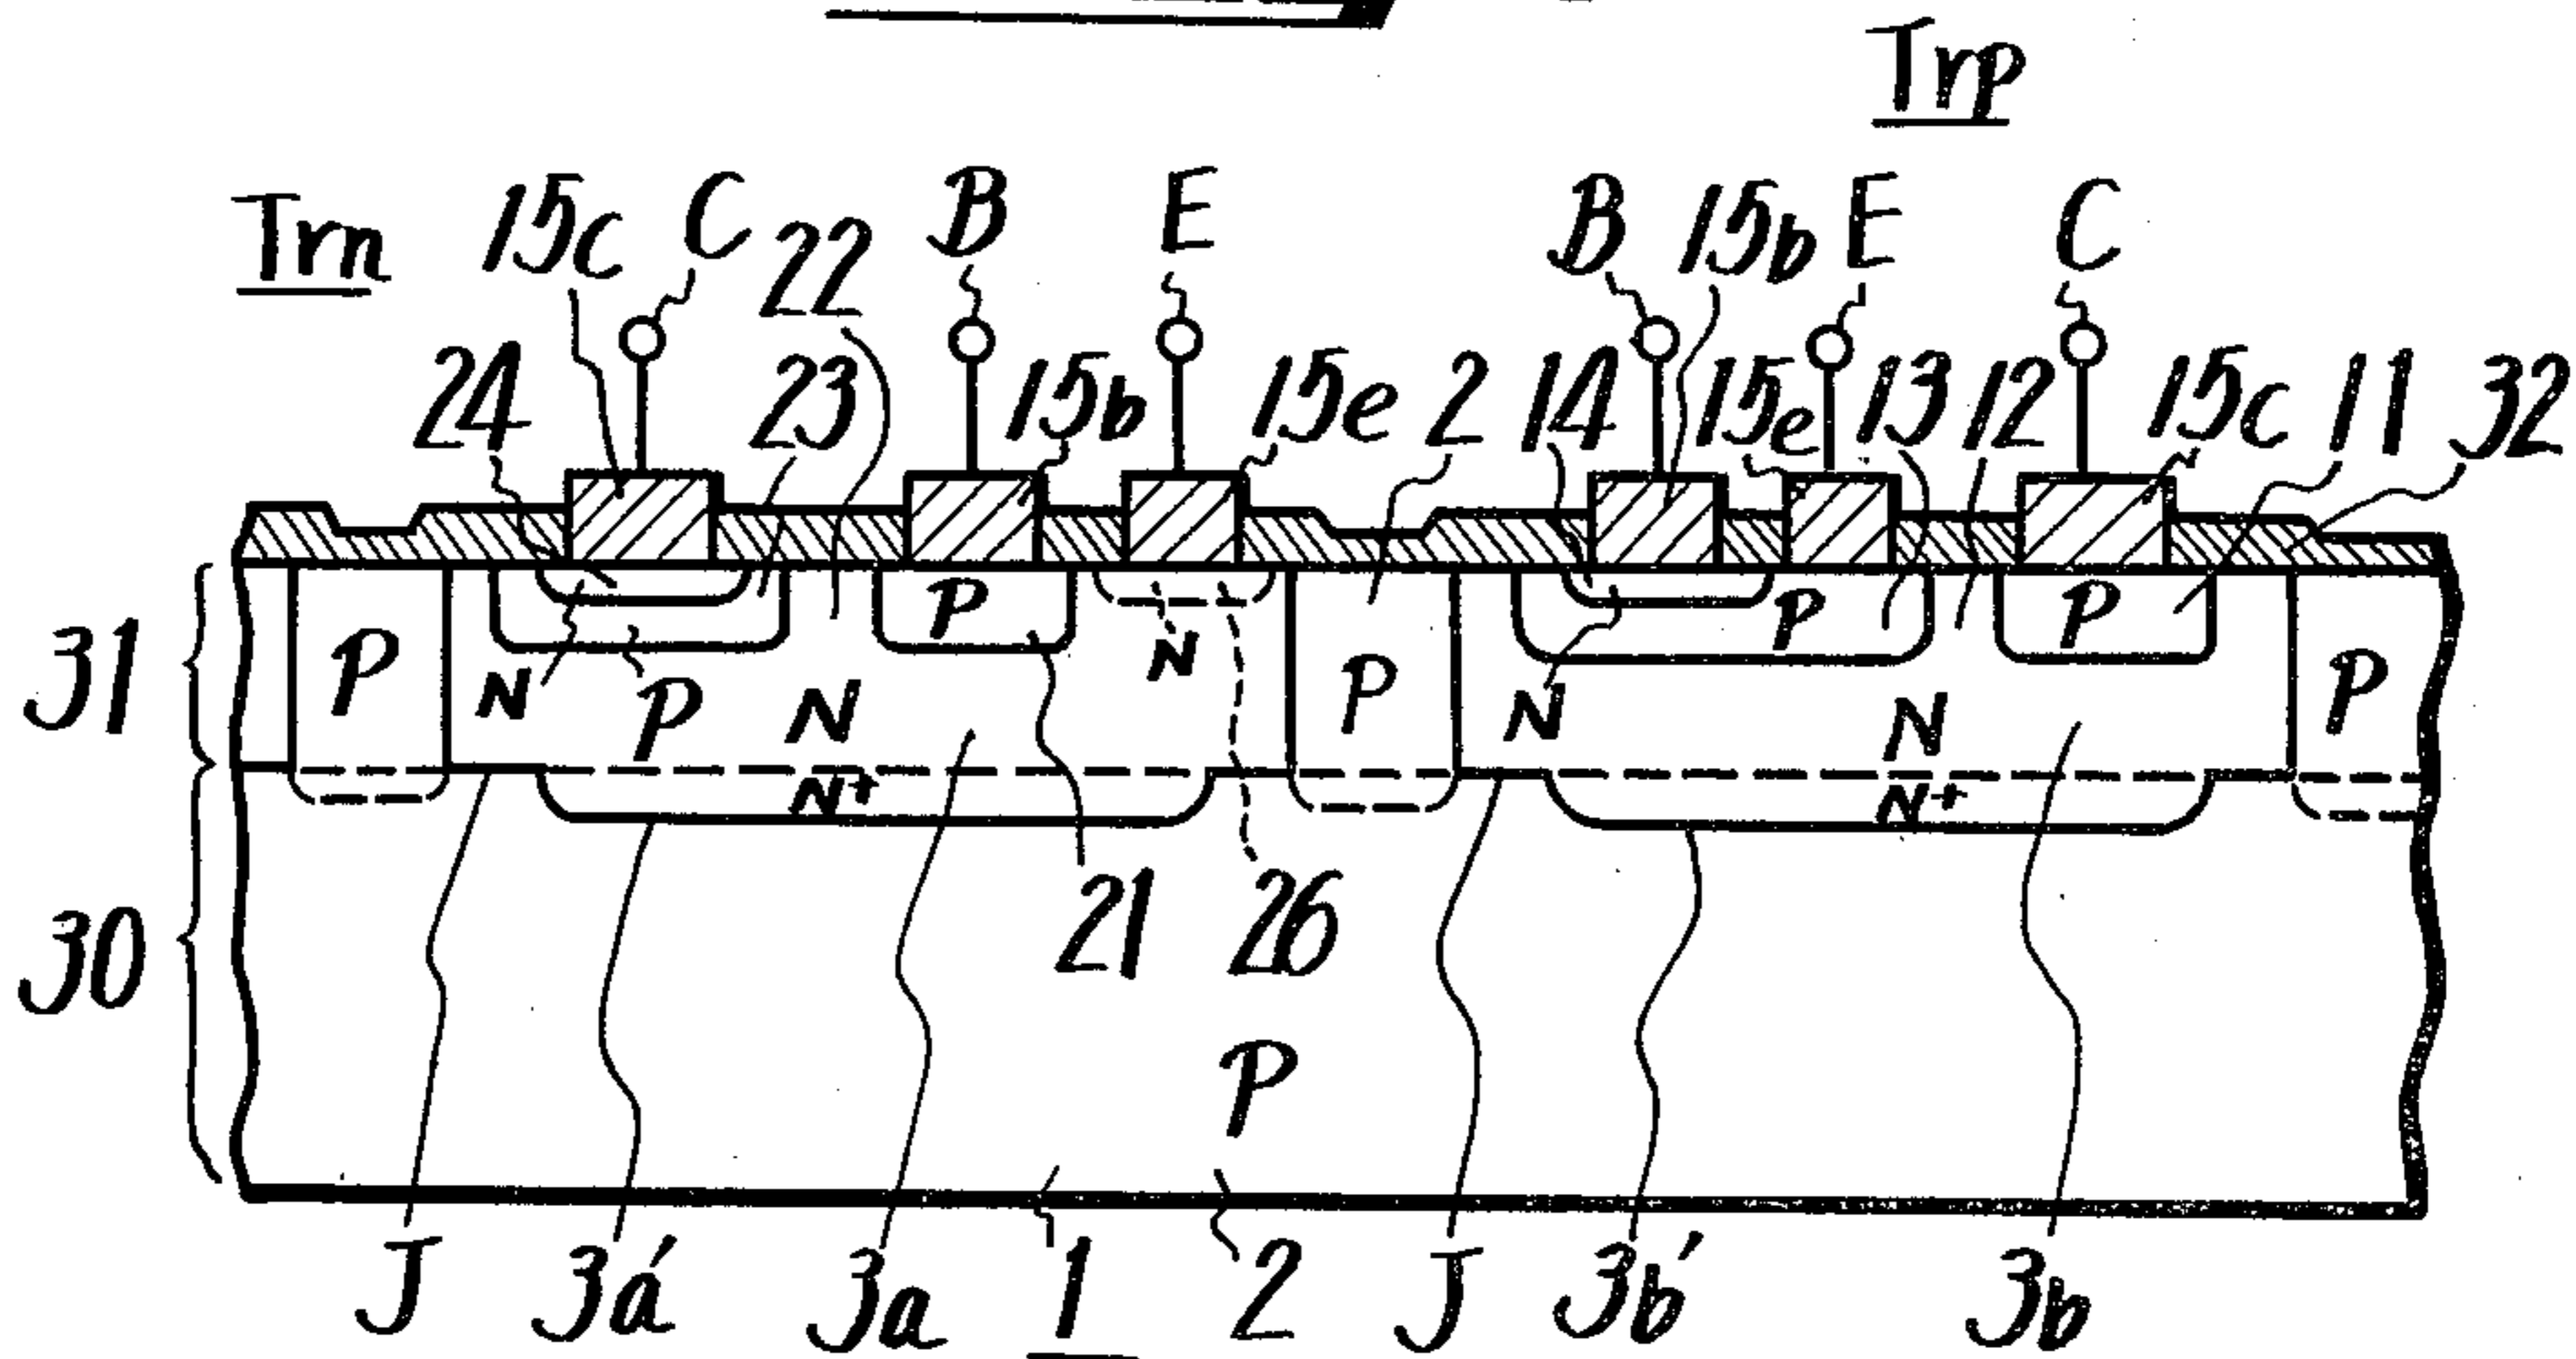 Trp
Trn 15c C 22 B E B 15b E C
24 23 15b 15e 2 14 15e 13 12 15c 11 32
P P N P
31 P N P N N P N N P
N+ N+
30 21 26
P
J 3a' 3a 1 2 J 3b' 3b